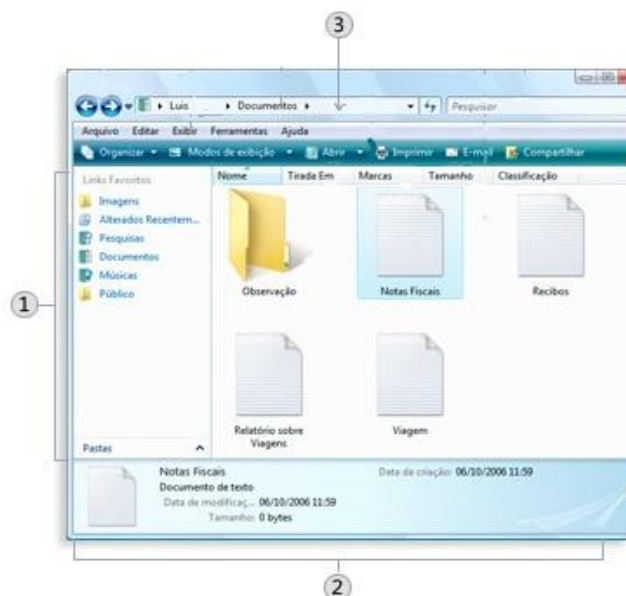 3
Luis Documentos Pesquisar
Arquivo Editar Exibir Ferramentas Ajuda
Organizar Modos de exibição Abrir Imprimir E-mail Compartilhar
Links Favoritos
Nome Tirada Em Marcas Tamanho Classificação
Imagens
Alterados Recentem...
Pesquisas
Documentos
Músicas
Público
1
Observação Notas Fiscais Recibos
Relatório sobre
Viagens
Viagem
Pastas
Notas Fiscais Data de criação: 06/10/2006 11:59
Documento de texto
Data de modificaç... 06/10/2006 11:59
Tamanho: 0 bytes
2